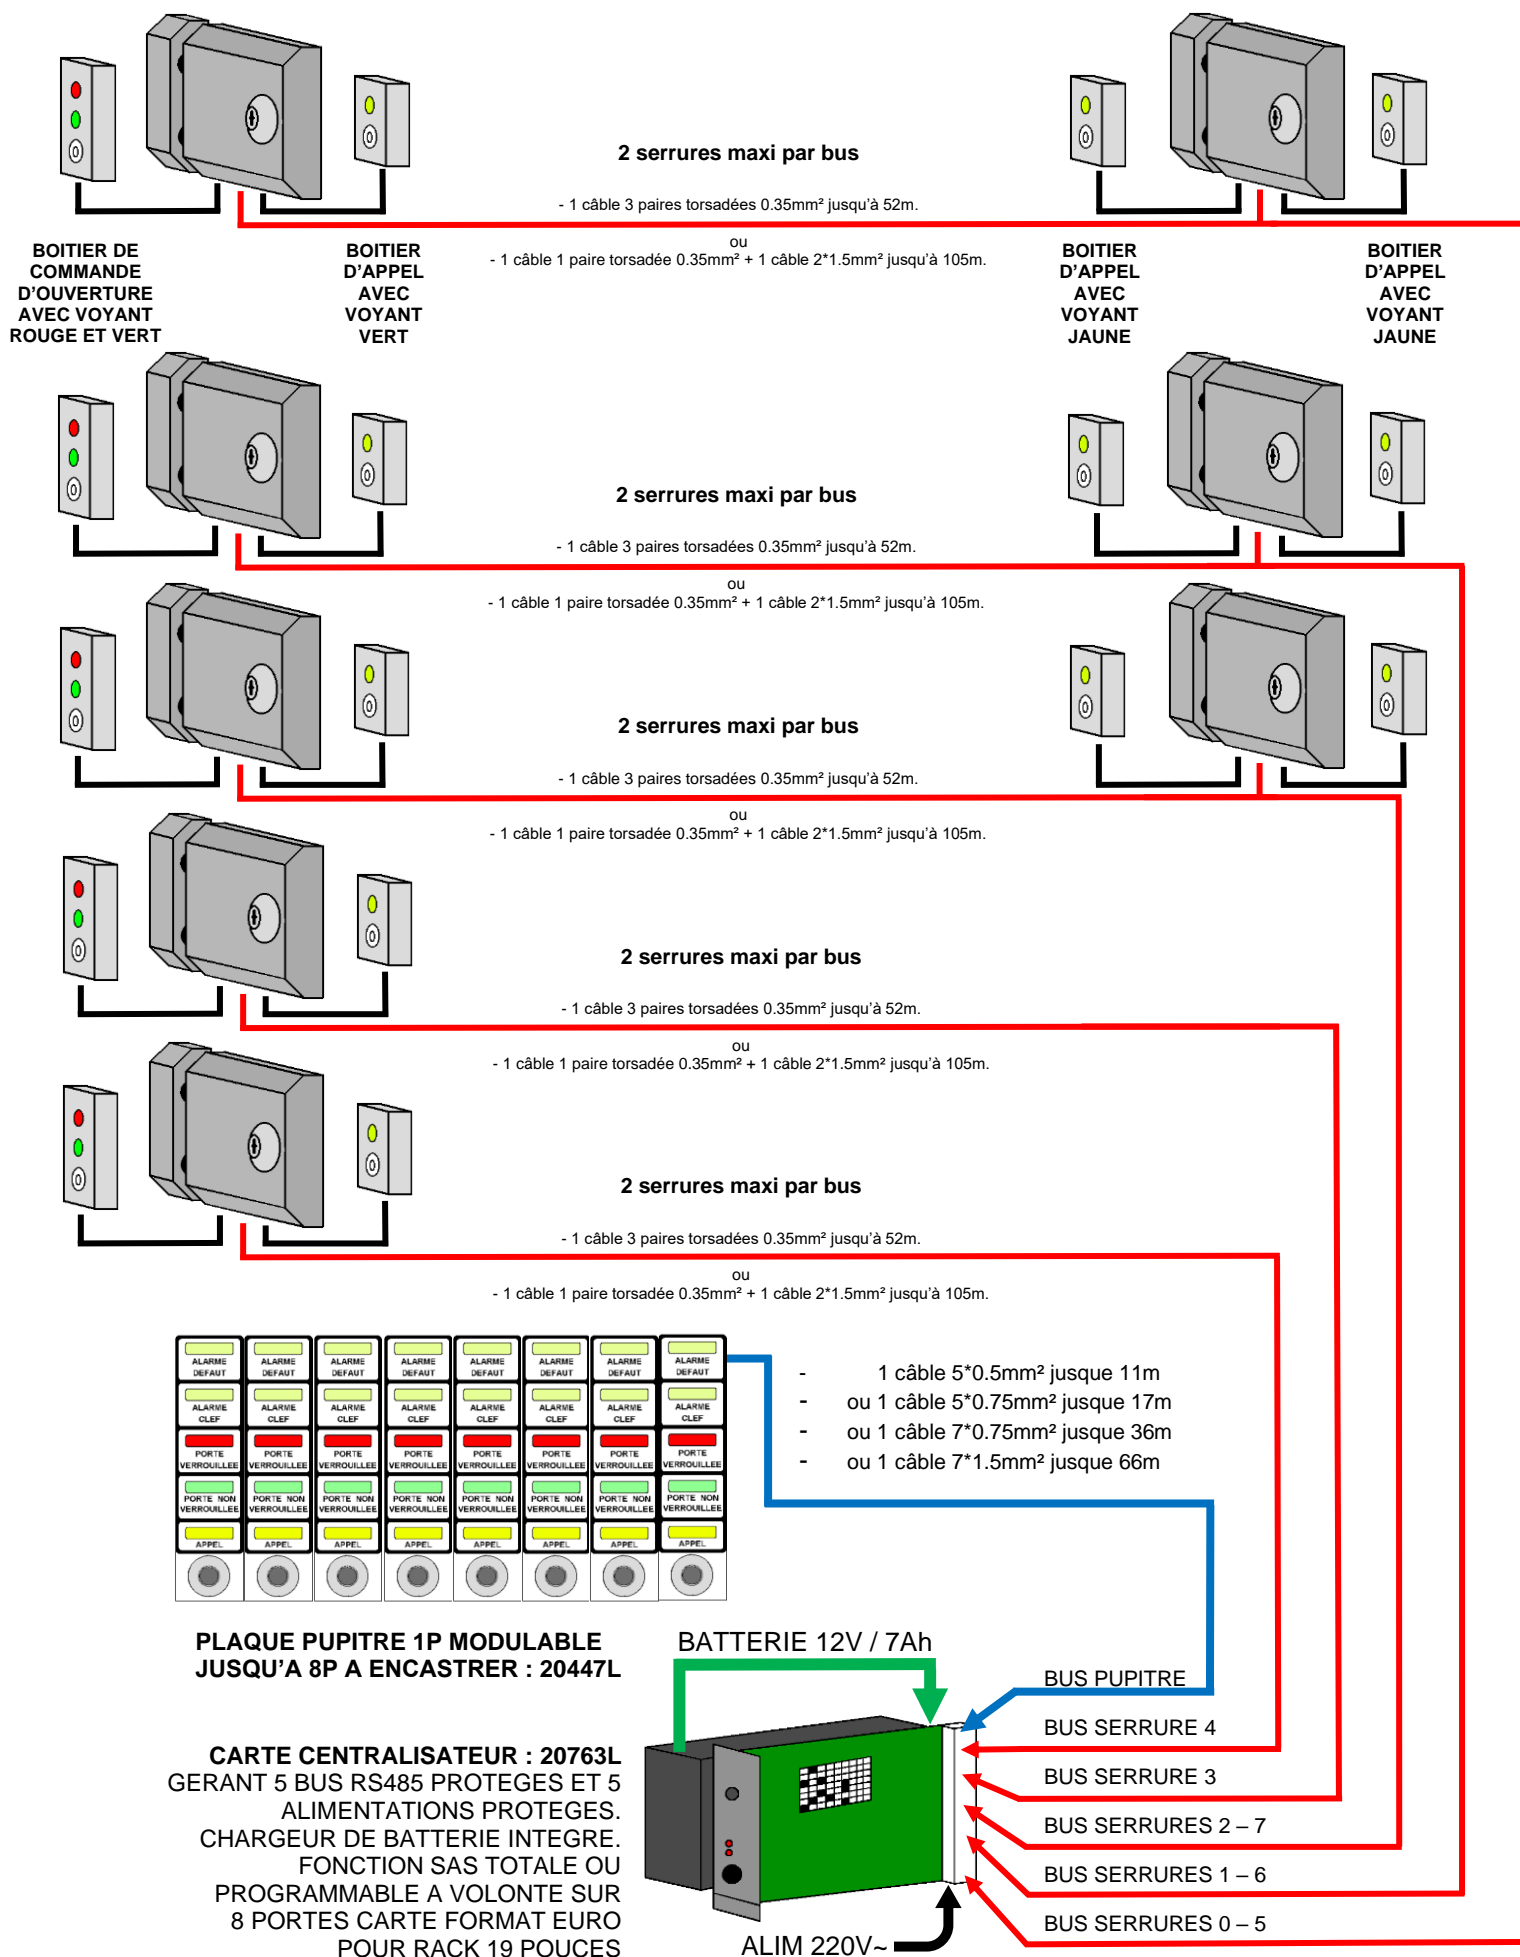 2 serrures maxi par bus
- 1 câble 3 paires torsadées 0.35mm² jusqu'à 52m.
ou
- 1 câble 1 paire torsadée 0.35mm² + 1 câble 2*1.5mm² jusqu'à 105m.
BOITIER DE
COMMANDE
D'OUVERTURE
AVEC VOYANT
ROUGE ET VERT
BOITIER
D'APPEL
AVEC
VOYANT
VERT
BOITIER
D'APPEL
AVEC
VOYANT
JAUNE
BOITIER
D'APPEL
AVEC
VOYANT
JAUNE
2 serrures maxi par bus
- 1 câble 3 paires torsadées 0.35mm² jusqu'à 52m.
ou
- 1 câble 1 paire torsadée 0.35mm² + 1 câble 2*1.5mm² jusqu'à 105m.
2 serrures maxi par bus
- 1 câble 3 paires torsadées 0.35mm² jusqu'à 52m.
ou
- 1 câble 1 paire torsadée 0.35mm² + 1 câble 2*1.5mm² jusqu'à 105m.
2 serrures maxi par bus
- 1 câble 3 paires torsadées 0.35mm² jusqu'à 52m.
ou
- 1 câble 1 paire torsadée 0.35mm² + 1 câble 2*1.5mm² jusqu'à 105m.
2 serrures maxi par bus
- 1 câble 3 paires torsadées 0.35mm² jusqu'à 52m.
ou
- 1 câble 1 paire torsadée 0.35mm² + 1 câble 2*1.5mm² jusqu'à 105m.
ALARME ALARME ALARME ALARME ALARME ALARME ALARME ALARME
DEFAUT DEFAUT DEFAUT DEFAUT DEFAUT DEFAUT DEFAUT DEFAUT
ALARME ALARME ALARME ALARME ALARME ALARME ALARME ALARME
CLEF CLEF CLEF CLEF CLEF CLEF CLEF CLEF
PORTE PORTE PORTE PORTE PORTE PORTE PORTE PORTE
VERROUILLEE VERROUILLEE VERROUILLEE VERROUILLEE VERROUILLEE VERROUILLEE VERROUILLEE VERROUILLEE
PORTE NON PORTE NON PORTE NON PORTE NON PORTE NON PORTE NON PORTE NON PORTE NON
VERROUILLEE VERROUILLEE VERROUILLEE VERROUILLEE VERROUILLEE VERROUILLEE VERROUILLEE VERROUILLEE
APPEL APPEL APPEL APPEL APPEL APPEL APPEL APPEL
- 1 câble 5*0.5mm² jusque 11m
- ou 1 câble 5*0.75mm² jusque 17m
- ou 1 câble 7*0.75mm² jusque 36m
- ou 1 câble 7*1.5mm² jusque 66m
PLAQUE PUPITRE 1P MODULABLE
JUSQU'A 8P A ENCASTRER : 20447L
BATTERIE 12V / 7Ah
BUS PUPITRE
BUS SERRURE 4
BUS SERRURE 3
BUS SERRURES 2 – 7
BUS SERRURES 1 – 6
BUS SERRURES 0 – 5
CARTE CENTRALISATEUR : 20763L
GERANT 5 BUS RS485 PROTEGES ET 5
ALIMENTATIONS PROTEGES.
CHARGEUR DE BATTERIE INTEGRE.
FONCTION SAS TOTALE OU
PROGRAMMABLE A VOLONTE SUR
8 PORTES CARTE FORMAT EURO
POUR RACK 19 POUCES
ALIM 220V~